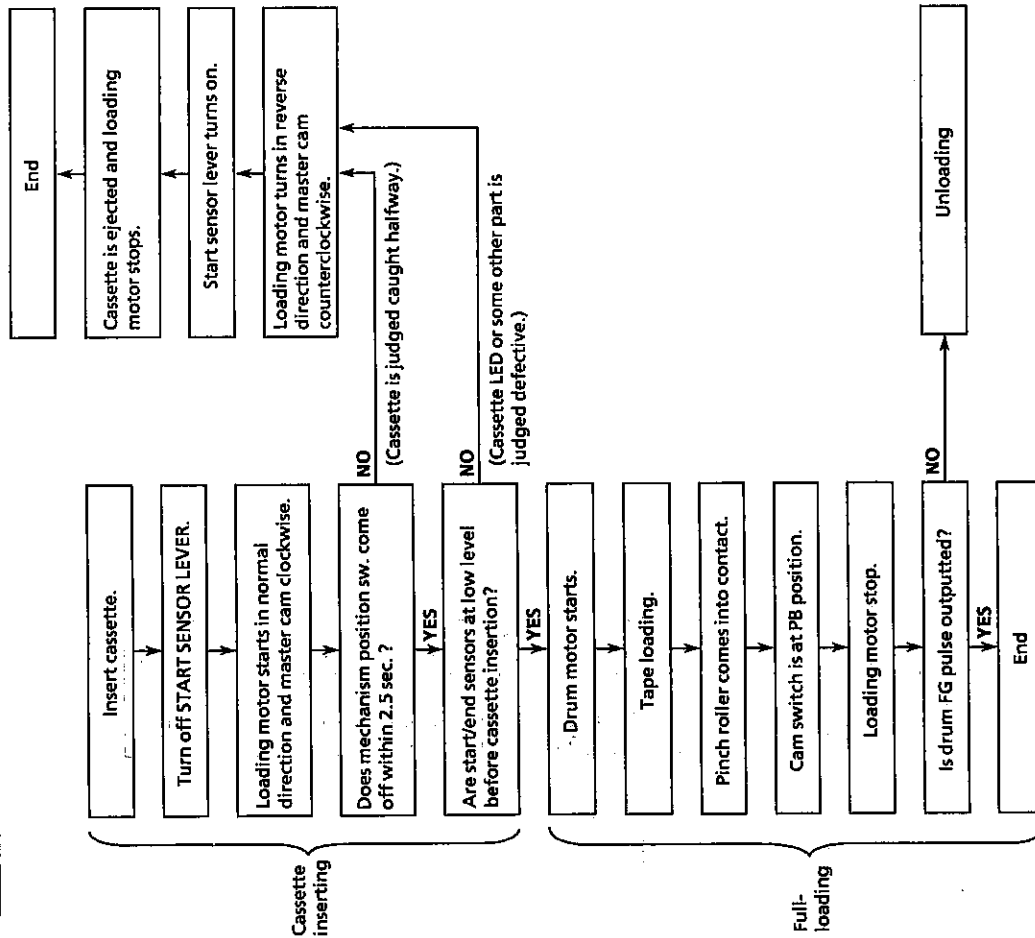 Insert cassette.
Turn off START SENSOR LEVER.
Loading motor starts in normal
direction and master cam clockwise.
Does mechanism position sw. come
off within 2.5 sec. ?
NO
(Cassette is judged caught halfway.)
YES
Are start/end sensors at low level
before cassette insertion?
NO
(Cassette LED or some other part is
judged defective.)
YES
Cassette
inserting
Loading motor turns in reverse
direction and master cam
counterclockwise.
Start sensor lever turns on.
Cassette is ejected and loading
motor stops.
End
Drum motor starts.
Tape loading.
Pinch roller comes into contact.
Cam switch is at PB position.
Loading motor stop.
Is drum FG pulse outputted?
NO
Unloading
YES
End
Full-
loading